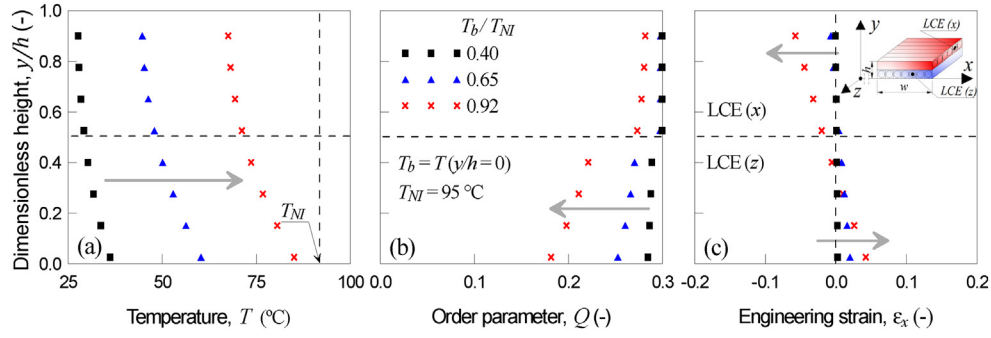 1.0
0.8
0.6
0.4
0.2
0.0
Dimensionless height, y/h (-)
T_NI
(a)
25
50
75
100
Temperature, T (ºC)
T_b / T_NI
0.40
0.65
0.92
T_b = T (y/h = 0)
T_NI = 95 °C
(b)
0.0
0.1
0.2
0.3
Order parameter, Q (-)
LCE (x)
y
x
z
h
w
LCE (z)
LCE (x)
LCE (z)
(c)
-0.2
-0.1
0.0
0.1
0.2
Engineering strain, ε_x (-)